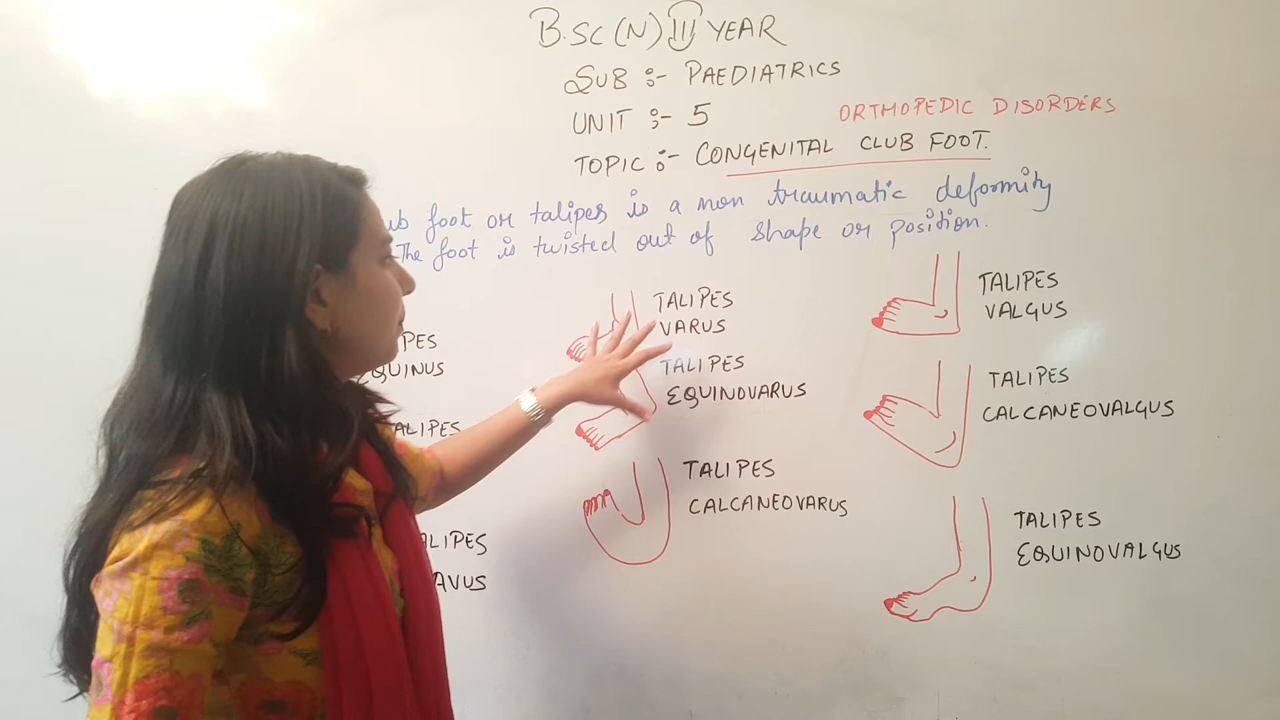 B.SC (N) III YEAR
SUB :- PAEDIATRICS
UNIT :- 5
ORTHOPEDIC DISORDERS
TOPIC :- CONGENITAL CLUB FOOT.
ub foot or talipes is a non traumatic deformity
The foot is twisted out of shape or position.
PES
QUINUS
ALIPES
ALIPES
AVUS
TALIPES
VARUS
TALIPES
EQUINOVARUS
TALIPES
CALCANEOVARUS
TALIPES
VALGUS
TALIPES
CALCANEOVALGUS
TALIPES
EQUINOVALGUS